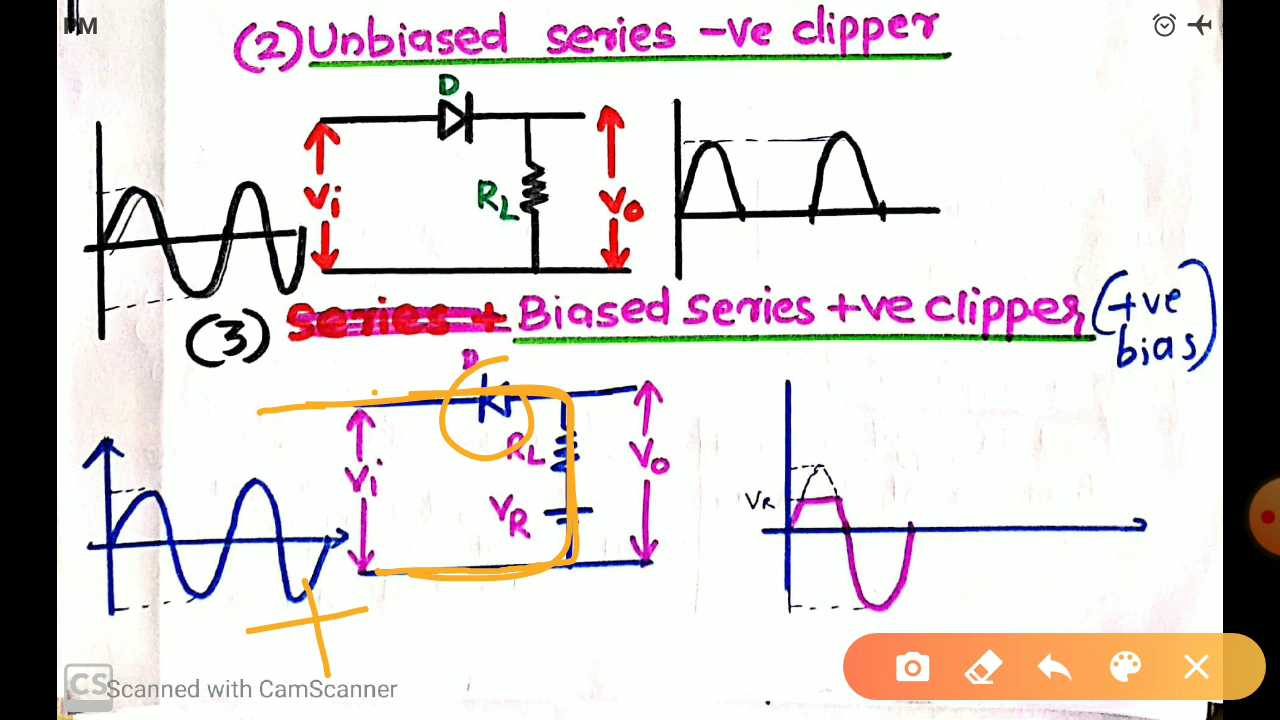 PM
(2) Unbiased series -ve clipper
D
Vi
RL
Vo
(3) Series + Biased series +ve clipper (+ve bias)
D
Vi
RL
VR
Vo
VR
CS Scanned with CamScanner